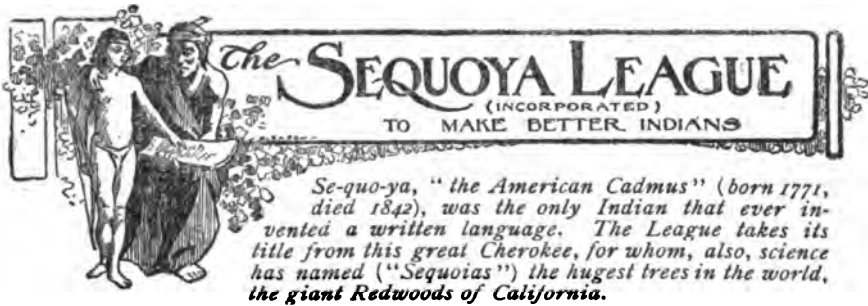 The SEQUOYA LEAGUE
(INCORPORATED)
TO MAKE BETTER INDIANS
Se-quo-ya, "the American Cadmus" (born 1771,
died 1842), was the only Indian that ever in-
vented a written language. The League takes its
title from this great Cherokee, for whom, also, science
has named ("Sequoias") the hugest trees in the world,
the giant Redwoods of California.